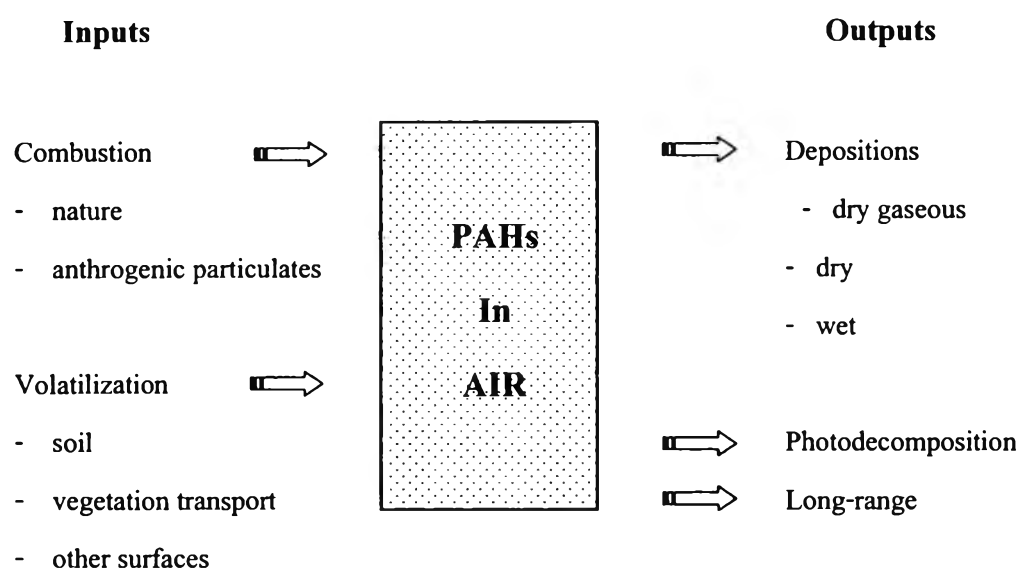 Inputs
Combustion
- nature
- anthrogenic particulates
Volatilization
- soil
- vegetation transport
- other surfaces
PAHs
In
AIR
Outputs
Depositions
- dry gaseous
- dry
- wet
Photodecomposition
Long-range